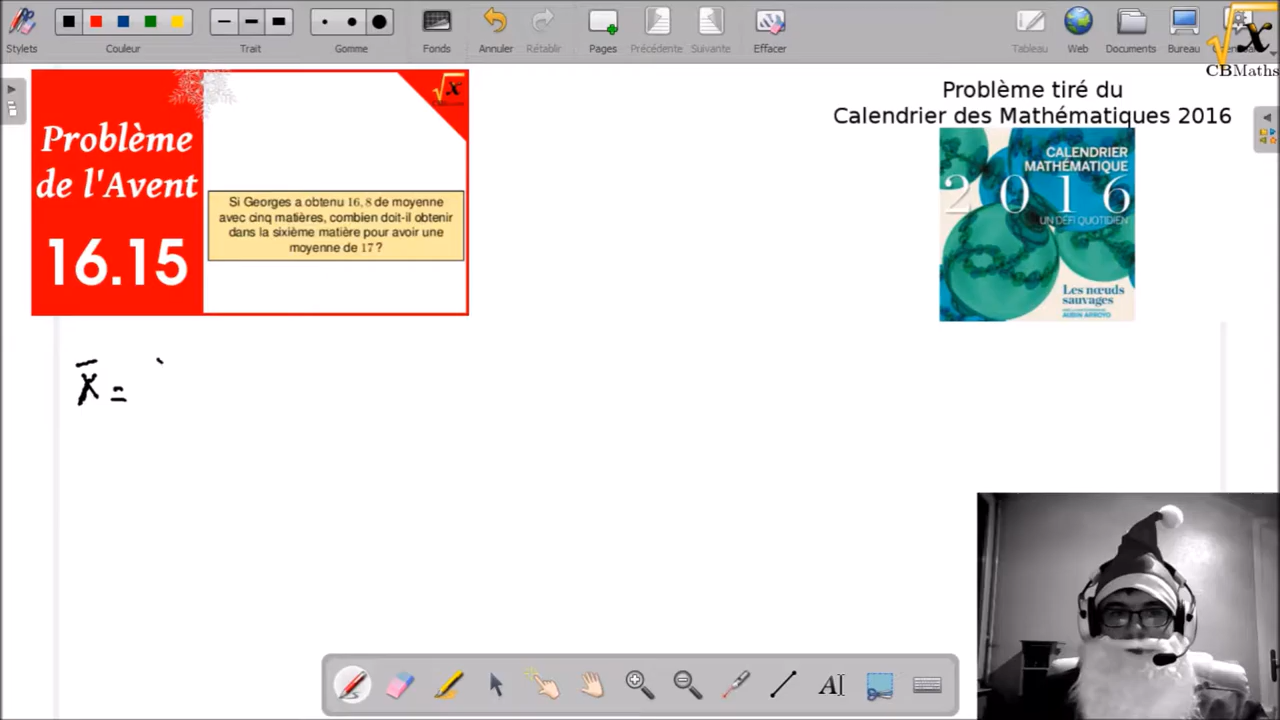 Stylets
Couleur
Trait
Gomme
Fonds
Annuler
Rétablir
Pages
Précédente
Suivante
Effacer
Tableau
Web
Documents
Bureau
CBMaths
Problème
de l'Avent
16.15
Si Georges a obtenu 16,8 de moyenne
avec cinq matières, combien doit-il obtenir
dans la sixième matière pour avoir une
moyenne de 17 ?
Problème tiré du
Calendrier des Mathématiques 2016
CALENDRIER
MATHÉMATIQUE
2016
UN DÉFI QUOTIDIEN
Les nœuds
sauvages
AUBIN ARROYO
x̄ =
AI